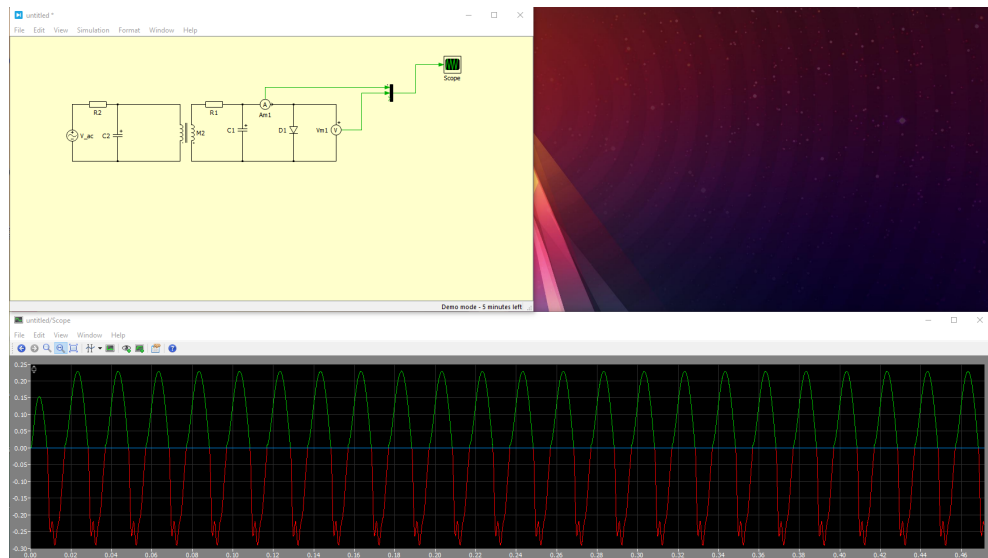 untitled *
File Edit View Simulation Format Window Help
Scope
R2
R1
Am1
A
V_ac
C2
M2
C1
D1
Vm1
V
Demo mode - 5 minutes left
untitled/Scope
File Edit View Window Help
0.25
0.20
0.15
0.10
0.05
0.00
-0.05
-0.10
-0.15
-0.20
-0.25
-0.30
0.00 0.02 0.04 0.06 0.08 0.10 0.12 0.14 0.16 0.18 0.20 0.22 0.24 0.26 0.28 0.30 0.32 0.34 0.36 0.38 0.40 0.42 0.44 0.46